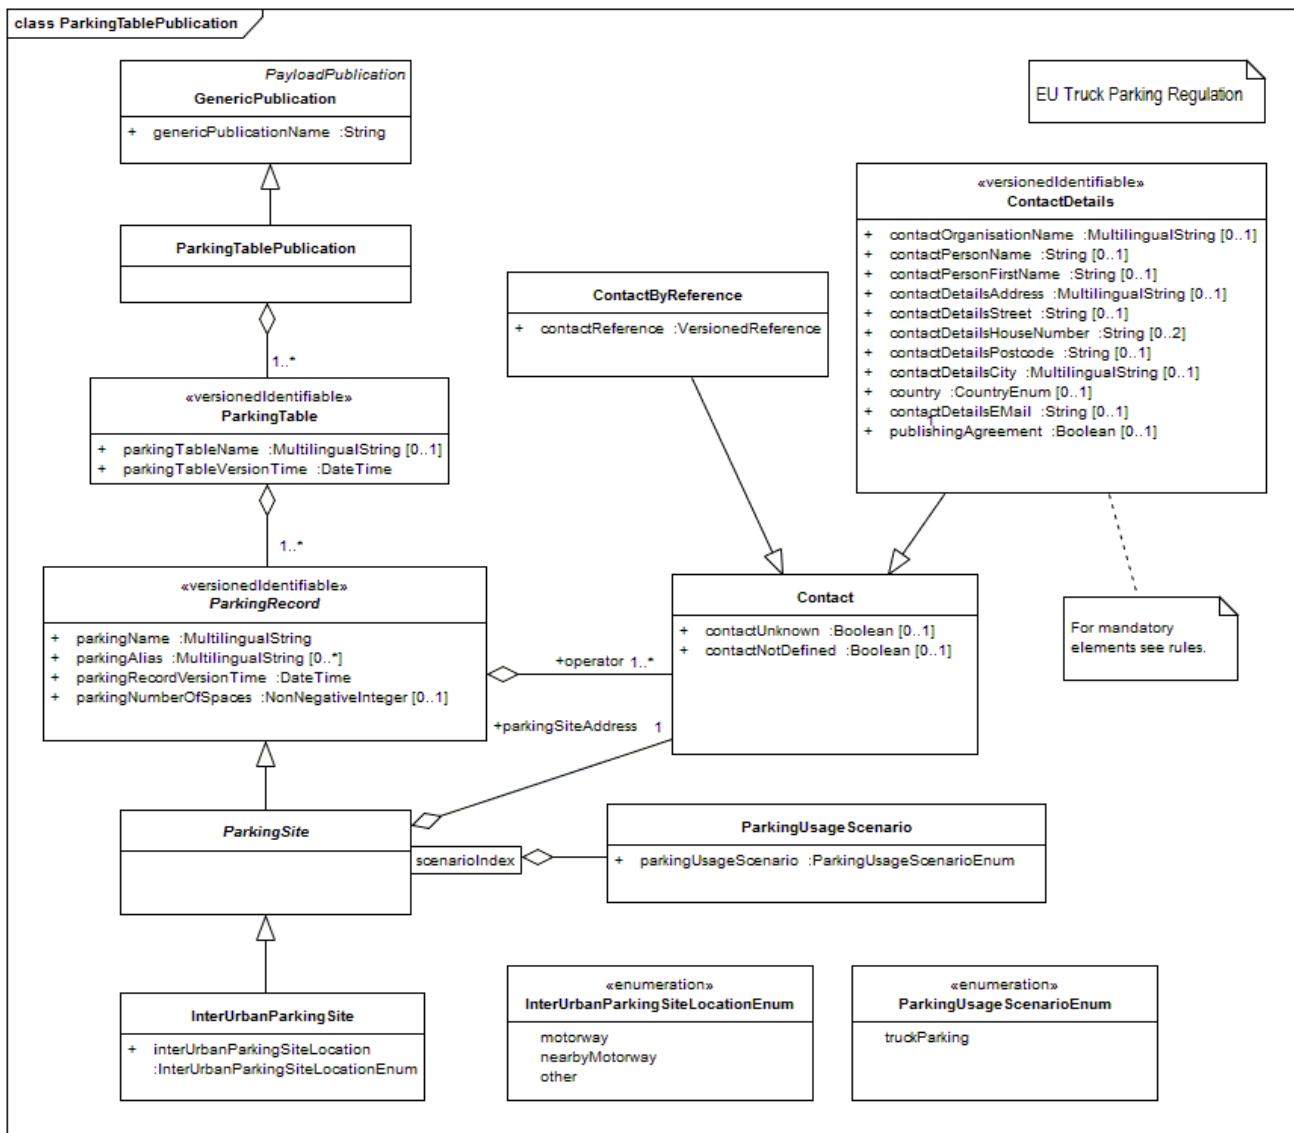 class ParkingTablePublication
PayloadPublication
GenericPublication
+ genericPublicationName :String
EU Truck Parking Regulation
ParkingTablePublication
1..*
«versionedIdentifiable»
ParkingTable
+ parkingTableName :MultilingualString [0..1]
+ parkingTableVersionTime :DateTime
1..*
«versionedIdentifiable»
ParkingRecord
+ parkingName :MultilingualString
+ parkingAlias :MultilingualString [0..*]
+ parkingRecordVersionTime :DateTime
+ parkingNumberOfSpaces :NonNegativeInteger [0..1]
ContactByReference
+ contactReference :VersionedReference
«versionedIdentifiable»
ContactDetails
+ contactOrganisationName :MultilingualString [0..1]
+ contactPersonName :String [0..1]
+ contactPersonFirstName :String [0..1]
+ contactDetailsAddress :MultilingualString [0..1]
+ contactDetailsStreet :String [0..1]
+ contactDetailsHouseNumber :String [0..2]
+ contactDetailsPostcode :String [0..1]
+ contactDetailsCity :MultilingualString [0..1]
+ country :CountryEnum [0..1]
+ contactDetailsEMail :String [0..1]
1
+ publishingAgreement :Boolean [0..1]
Contact
+ contactUnknown :Boolean [0..1]
+ contactNotDefined :Boolean [0..1]
For mandatory
elements see rules.
+operator 1..*
+parkingSiteAddress 1
ParkingSite
scenarioIndex
ParkingUsageScenario
+ parkingUsageScenario :ParkingUsageScenarioEnum
InterUrbanParkingSite
+ interUrbanParkingSiteLocation
:InterUrbanParkingSiteLocationEnum
«enumeration»
InterUrbanParkingSiteLocationEnum
motorway
nearbyMotorway
other
«enumeration»
ParkingUsageScenarioEnum
truckParking